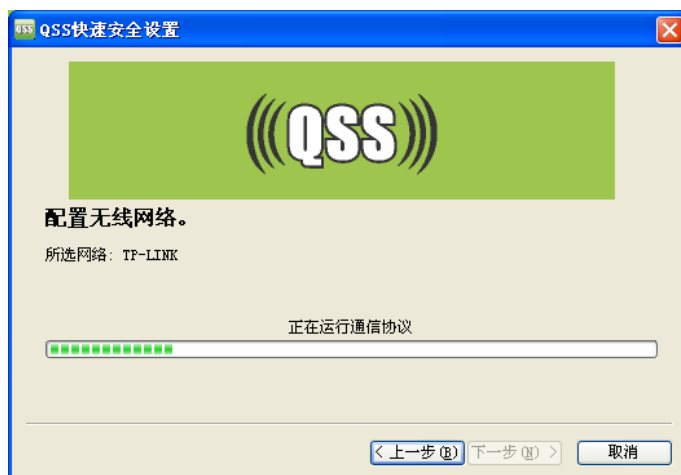 QSS QSS快速安全设置
(((QSS)))
配置无线网络。
所选网络: TP-LINK
正在运行通信协议
< 上一步(B) 下一步(N) > 取消